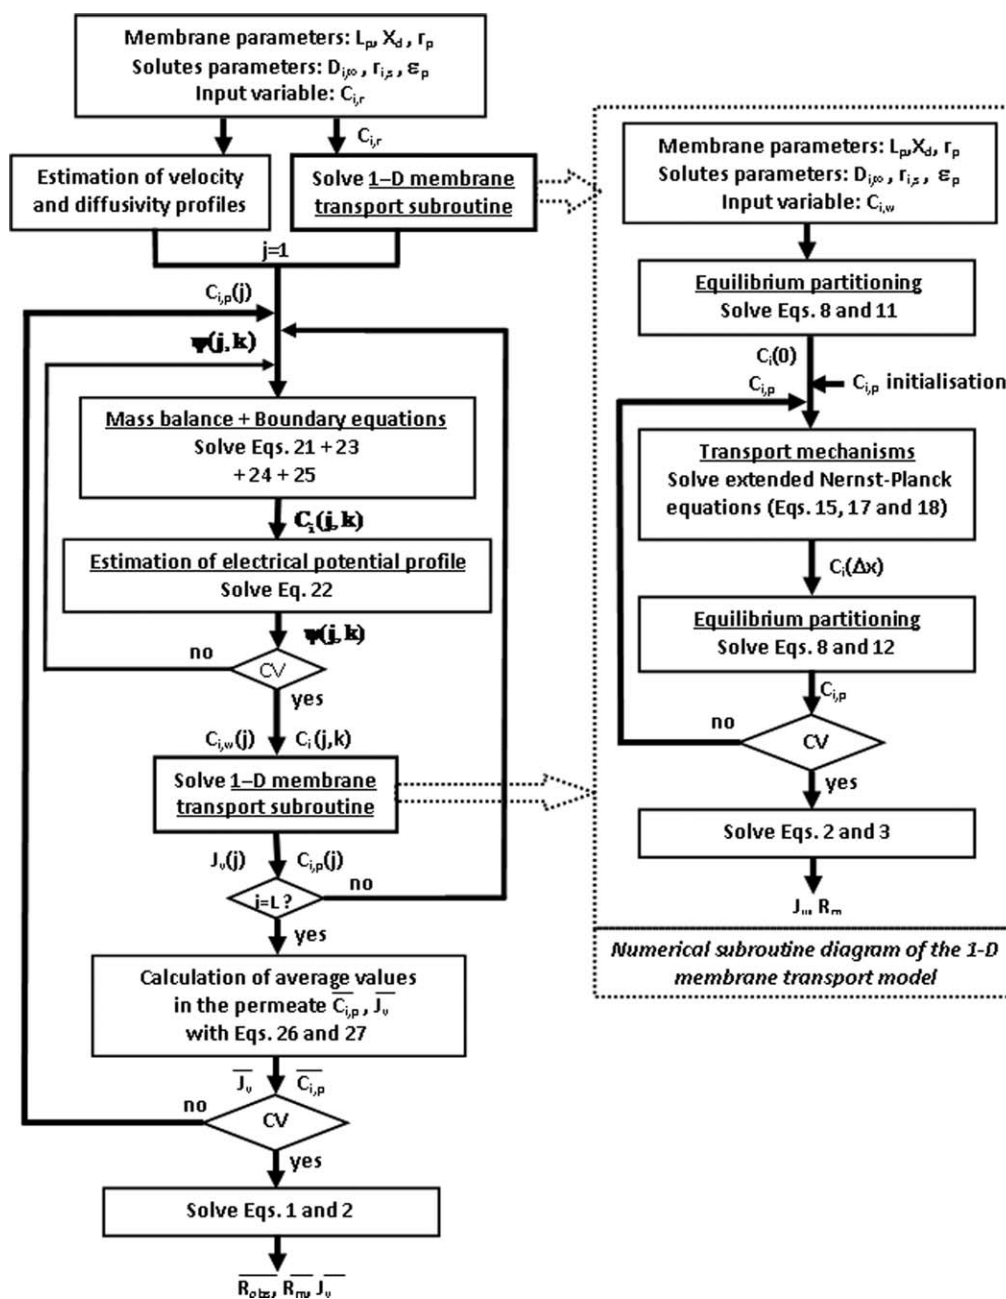 Membrane parameters: Lp, Xd, rp
Solutes parameters: Di,∞, ri,s, εp
Input variable: Ci,r
Ci,r
Estimation of velocity
and diffusivity profiles
Solve 1–D membrane
transport subroutine
j=1
Ci,p(j)
ψ(j, k)
Mass balance + Boundary equations
Solve Eqs. 21 + 23
+ 24 + 25
Ci(j, k)
Estimation of electrical potential profile
Solve Eq. 22
ψ(j, k)
no
CV
yes
Ci,w(j) Ci(j,k)
Solve 1–D membrane
transport subroutine
Jv(j) Ci,p(j)
j=L ?
no
yes
Calculation of average values
in the permeate Ci,p, Jv
with Eqs. 26 and 27
Jv Ci,p
no
CV
yes
Solve Eqs. 1 and 2
Robs, Rm, Jv
Membrane parameters: Lp,Xd, rp
Solutes parameters: Di,∞, ri,s, εp
Input variable: Ci,w
Equilibrium partitioning
Solve Eqs. 8 and 11
Ci(0)
Ci,p
Ci,p initialisation
Transport mechanisms
Solve extended Nernst-Planck
equations (Eqs. 15, 17 and 18)
Ci(Δx)
Equilibrium partitioning
Solve Eqs. 8 and 12
Ci,p
no
CV
yes
Solve Eqs. 2 and 3
Jv, Rm
Numerical subroutine diagram of the 1-D
membrane transport model